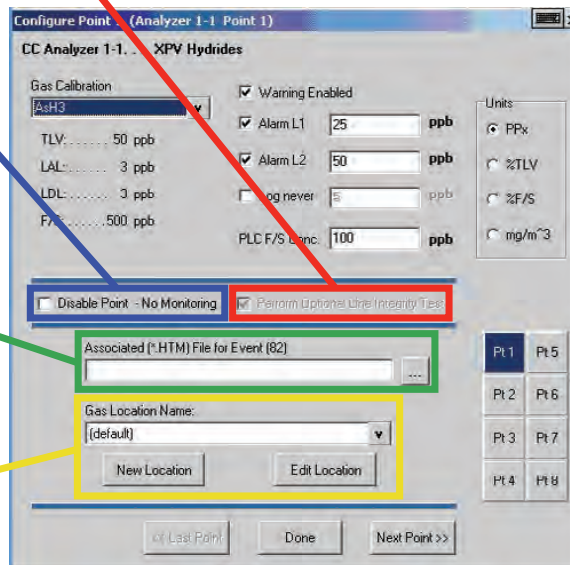 Configure Point (Analyzer 1-1 Point 1)
CC Analyzer 1-1. . XPV Hydrides
Gas Calibration
AsH3
TLV:...... 50 ppb
LAL:...... 3 ppb
LDL:...... 3 ppb
F/S:......500 ppb
Warning Enabled
Alarm L1 25 ppb
Alarm L2 50 ppb
Log never 5 ppb
PLC F/S Conc. 100 ppb
Units
PPx
%TLV
%F/S
mg/m^3
Disable Point - No Monitoring
Perform Optional Line Integrity Test
Associated (*.HTM) File for Event (82)
...
Gas Location Name:
(default)
New Location Edit Location
Pt 1 Pt 5
Pt 2 Pt 6
Pt 3 Pt 7
Pt 4 Pt 8
<< Last Point Done Next Point >>